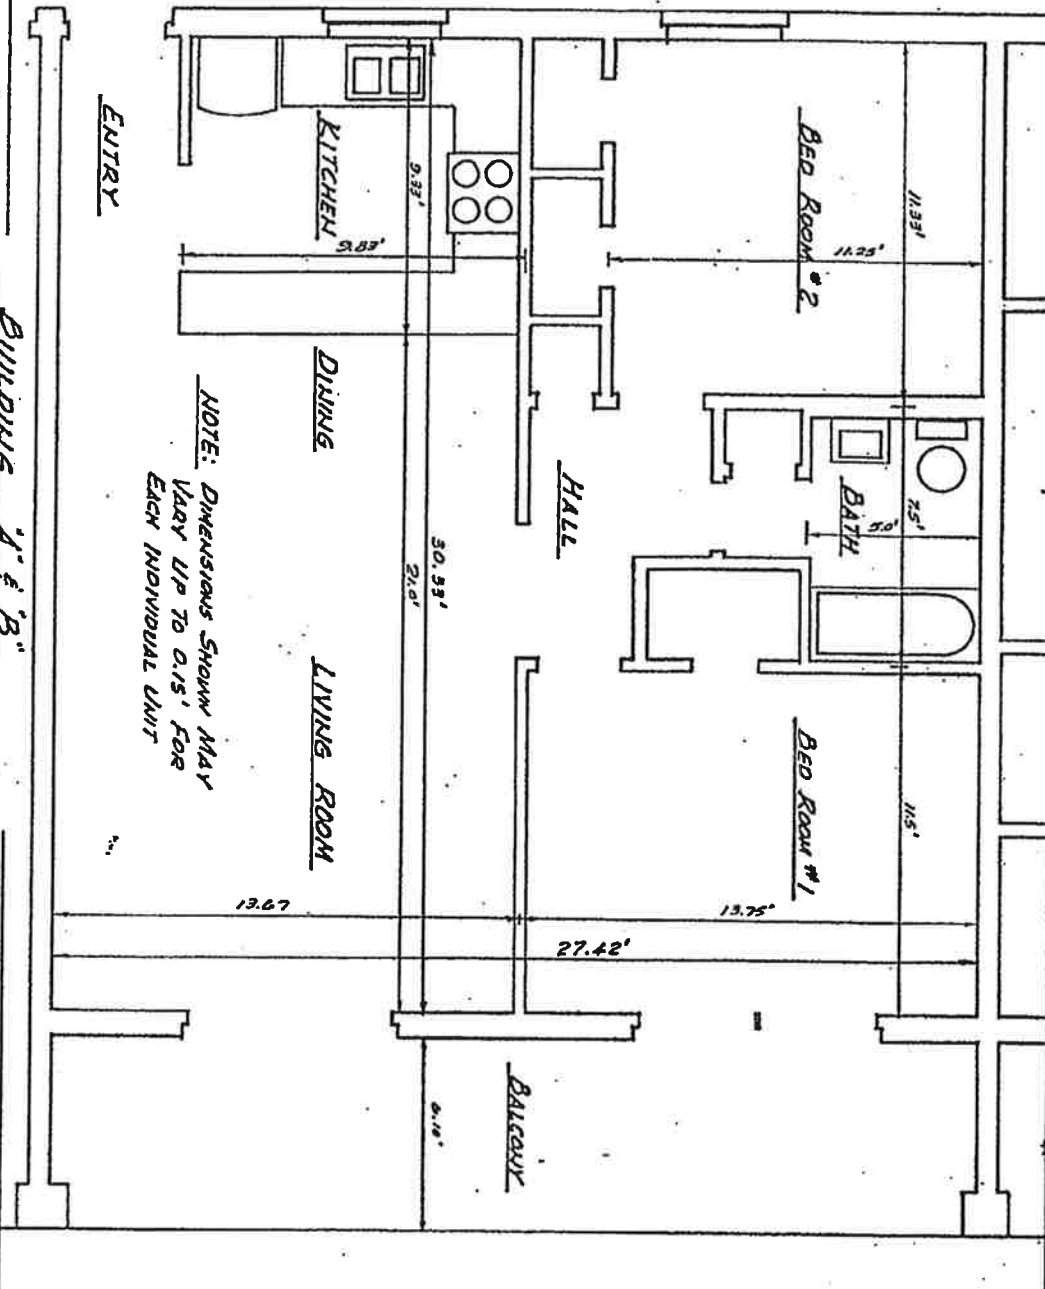 BED ROOM #2
11.33'
11.25'
BATH
7.5'
5.0'
BED ROOM #1
11.5'
13.75'
KITCHEN
9.33'
9.83'
HALL
30.33'
21.0'
27.42'
13.67
DINING
LIVING ROOM
BALCONY
ENTRY
NOTE: DIMENSIONS SHOWN MAY
VARY UP TO 0.15' FOR
EACH INDIVIDUAL UNIT
BUILDING "A" & "B"